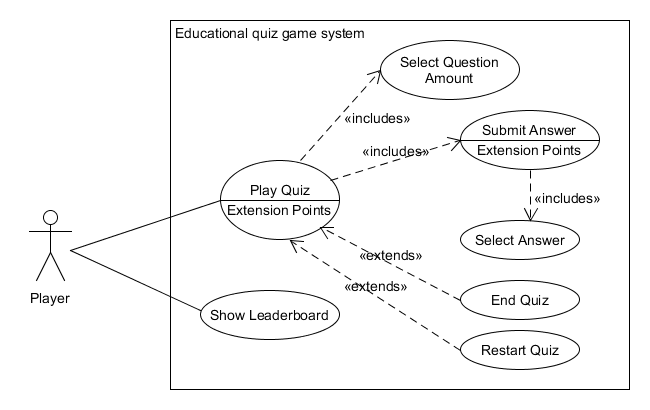 Educational quiz game system
Select Question
Amount
«includes»
Submit Answer
Extension Points
«includes»
Play Quiz
Extension Points
«includes»
Select Answer
«extends»
«extends»
Player
End Quiz
Show Leaderboard
Restart Quiz